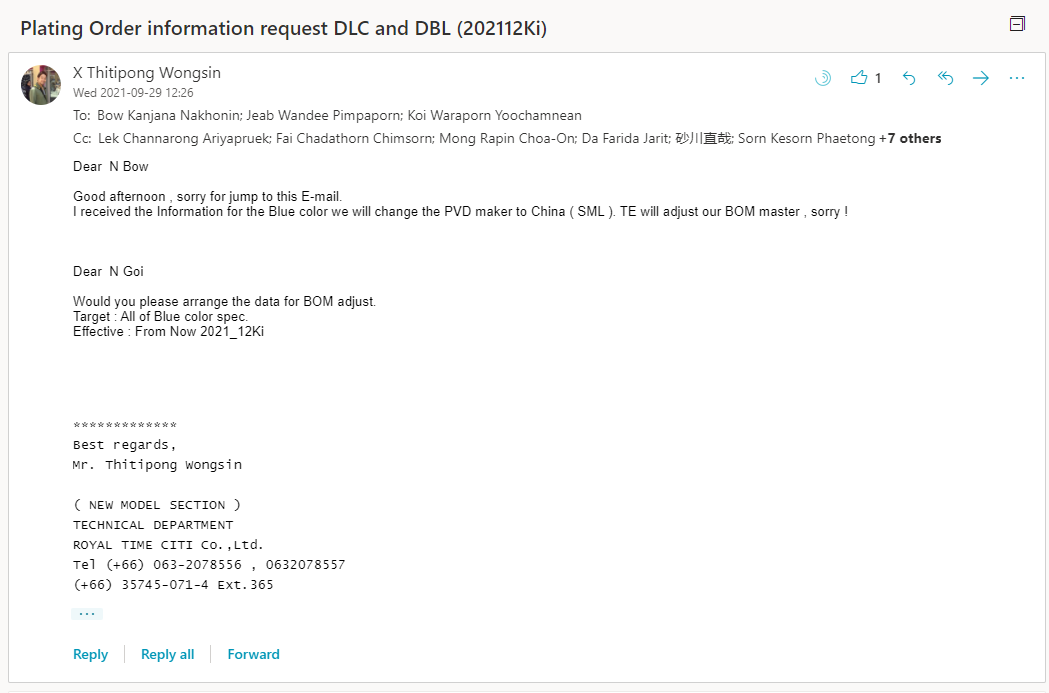 Plating Order information request DLC and DBL (202112Ki)
X Thitipong Wongsin
Wed 2021-09-29 12:26
1
To: Bow Kanjana Nakhonin; Jeab Wandee Pimpaporn; Koi Waraporn Yoochamnean
Cc: Lek Channarong Ariyapruek; Fai Chadathorn Chimsorn; Mong Rapin Choa-On; Da Farida Jarit; 砂川直哉; Sorn Kesorn Phaetong +7 others
Dear N Bow
Good afternoon , sorry for jump to this E-mail.
I received the Information for the Blue color we will change the PVD maker to China ( SML ). TE will adjust our BOM master , sorry !
Dear N Goi
Would you please arrange the data for BOM adjust.
Target : All of Blue color spec.
Effective : From Now 2021_12Ki
*************
Best regards,
Mr. Thitipong Wongsin
( NEW MODEL SECTION )
TECHNICAL DEPARTMENT
ROYAL TIME CITI Co.,Ltd.
Tel (+66) 063-2078556 , 0632078557
(+66) 35745-071-4 Ext.365
...
Reply
Reply all
Forward